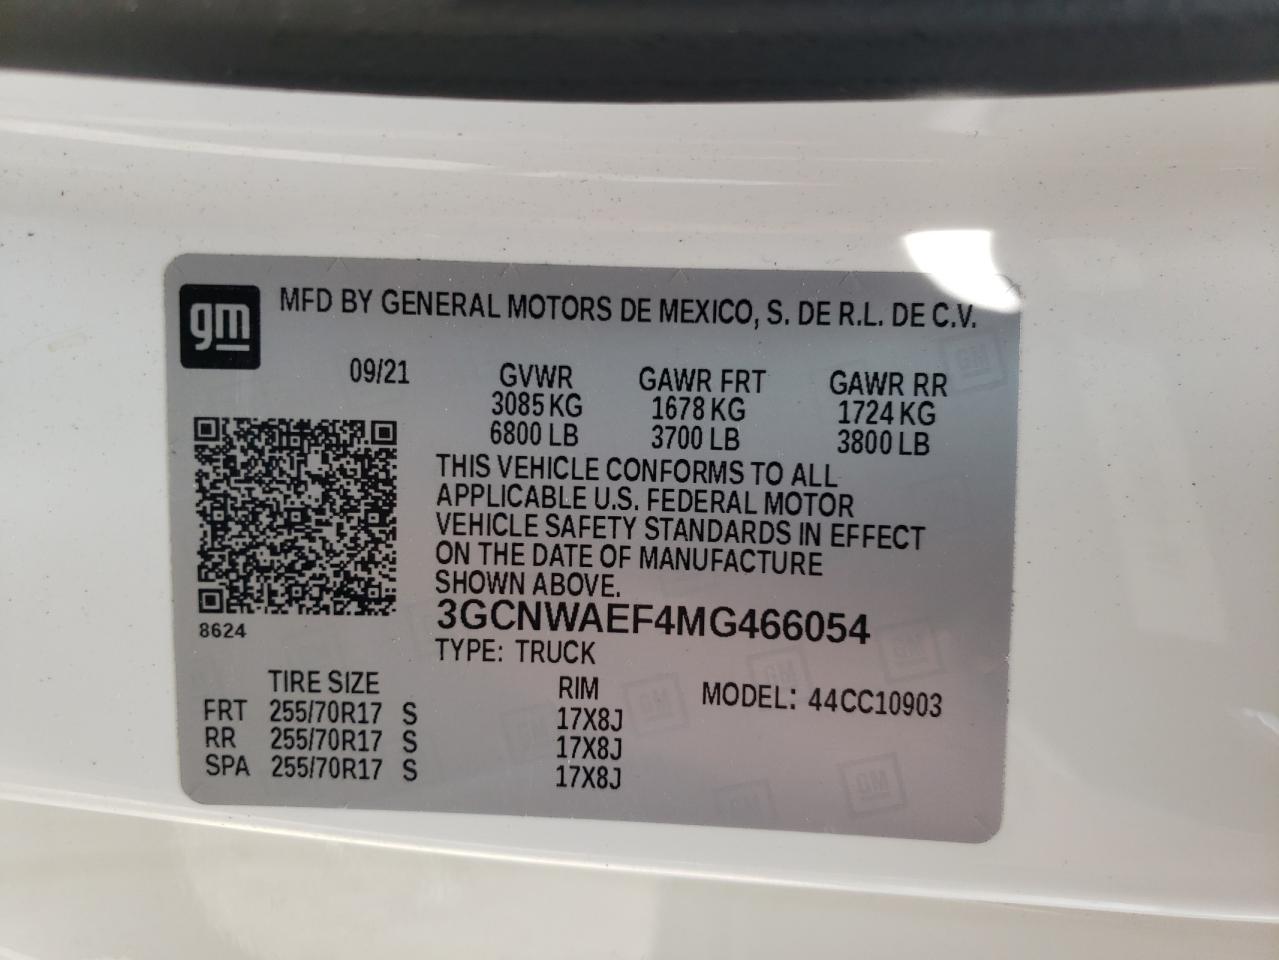 gm
MFD BY GENERAL MOTORS DE MEXICO, S. DE R.L. DE C.V.
09/21
GVWR GAWR FRT GAWR RR
3085 KG 1678 KG 1724 KG
6800 LB 3700 LB 3800 LB
THIS VEHICLE CONFORMS TO ALL
APPLICABLE U.S. FEDERAL MOTOR
VEHICLE SAFETY STANDARDS IN EFFECT
ON THE DATE OF MANUFACTURE
SHOWN ABOVE.
8624
3GCNWAEF4MG466054
TYPE: TRUCK
TIRE SIZE RIM MODEL: 44CC10903
FRT 255/70R17 S 17X8J
RR 255/70R17 S 17X8J
SPA 255/70R17 S 17X8J